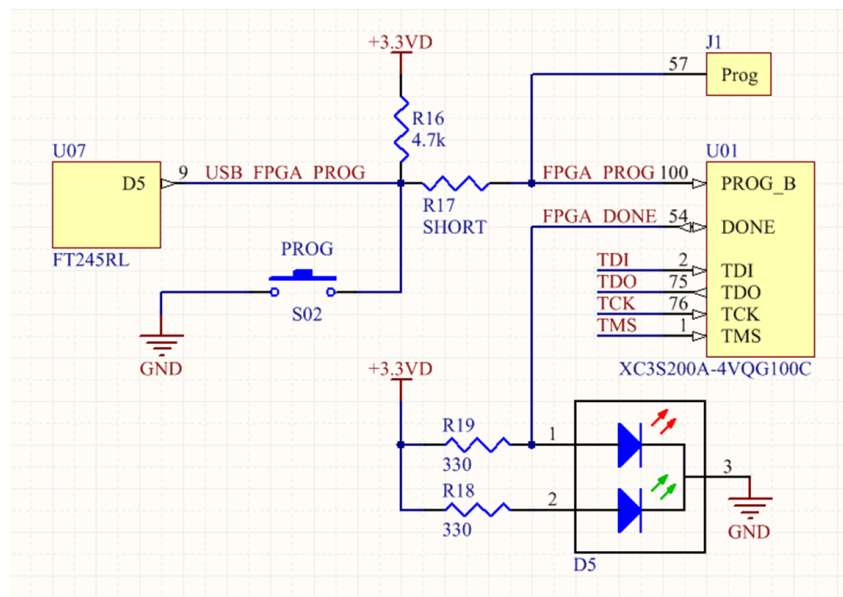 +3.3VD
J1
57
Prog
R16
4.7k
U07
U01
D5
9
USB_FPGA_PROG
FPGA_PROG
100
PROG_B
R17
SHORT
FPGA_DONE
54
DONE
FT245RL
PROG
S02
TDI
2
TDI
TDO
75
TDO
TCK
76
TCK
TMS
1
TMS
GND
+3.3VD
XC3S200A-4VQG100C
R19
1
330
3
R18
2
330
GND
D5